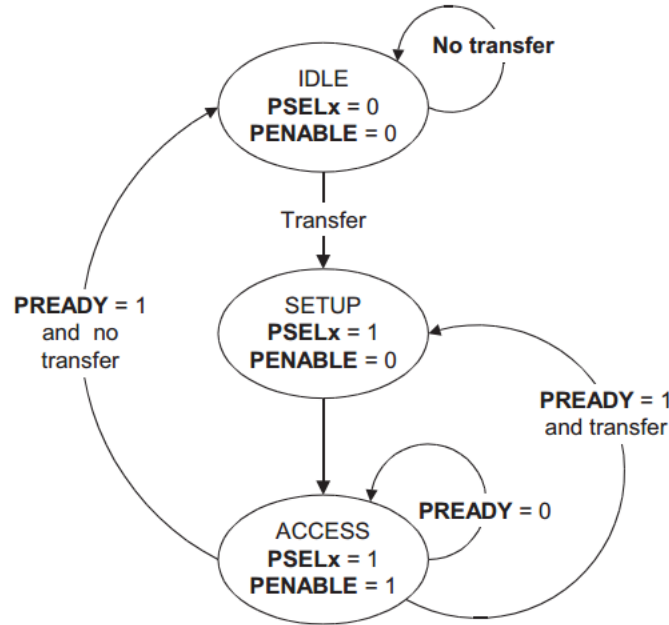 No transfer
IDLE
PSELx = 0
PENABLE = 0
Transfer
PREADY = 1
and no
transfer
SETUP
PSELx = 1
PENABLE = 0
PREADY = 1
and transfer
PREADY = 0
ACCESS
PSELx = 1
PENABLE = 1